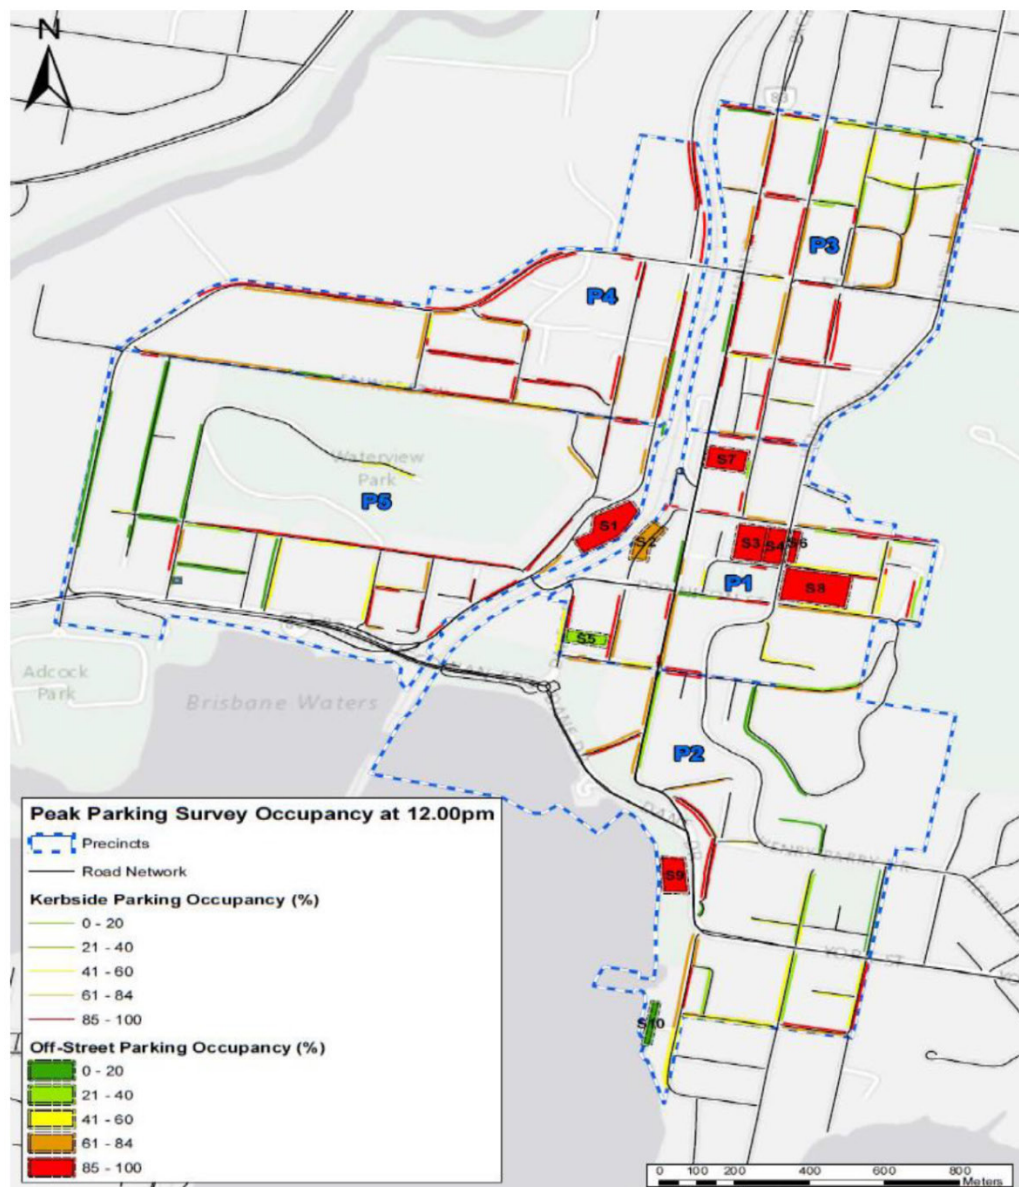 N
83
P3
P4
Waterview
Park
P5
S7
S1
S2
S3
S4
S6
P1
S8
S5
Adcock
Park
Brisbane Waters
P2
S9
YORK ST
S10
Peak Parking Survey Occupancy at 12.00pm
Precincts
Road Network
Kerbside Parking Occupancy (%)
0 - 20
21 - 40
41 - 60
61 - 84
85 - 100
Off-Street Parking Occupancy (%)
0 - 20
21 - 40
41 - 60
61 - 84
85 - 100
0 100 200 400 600 800
Meters